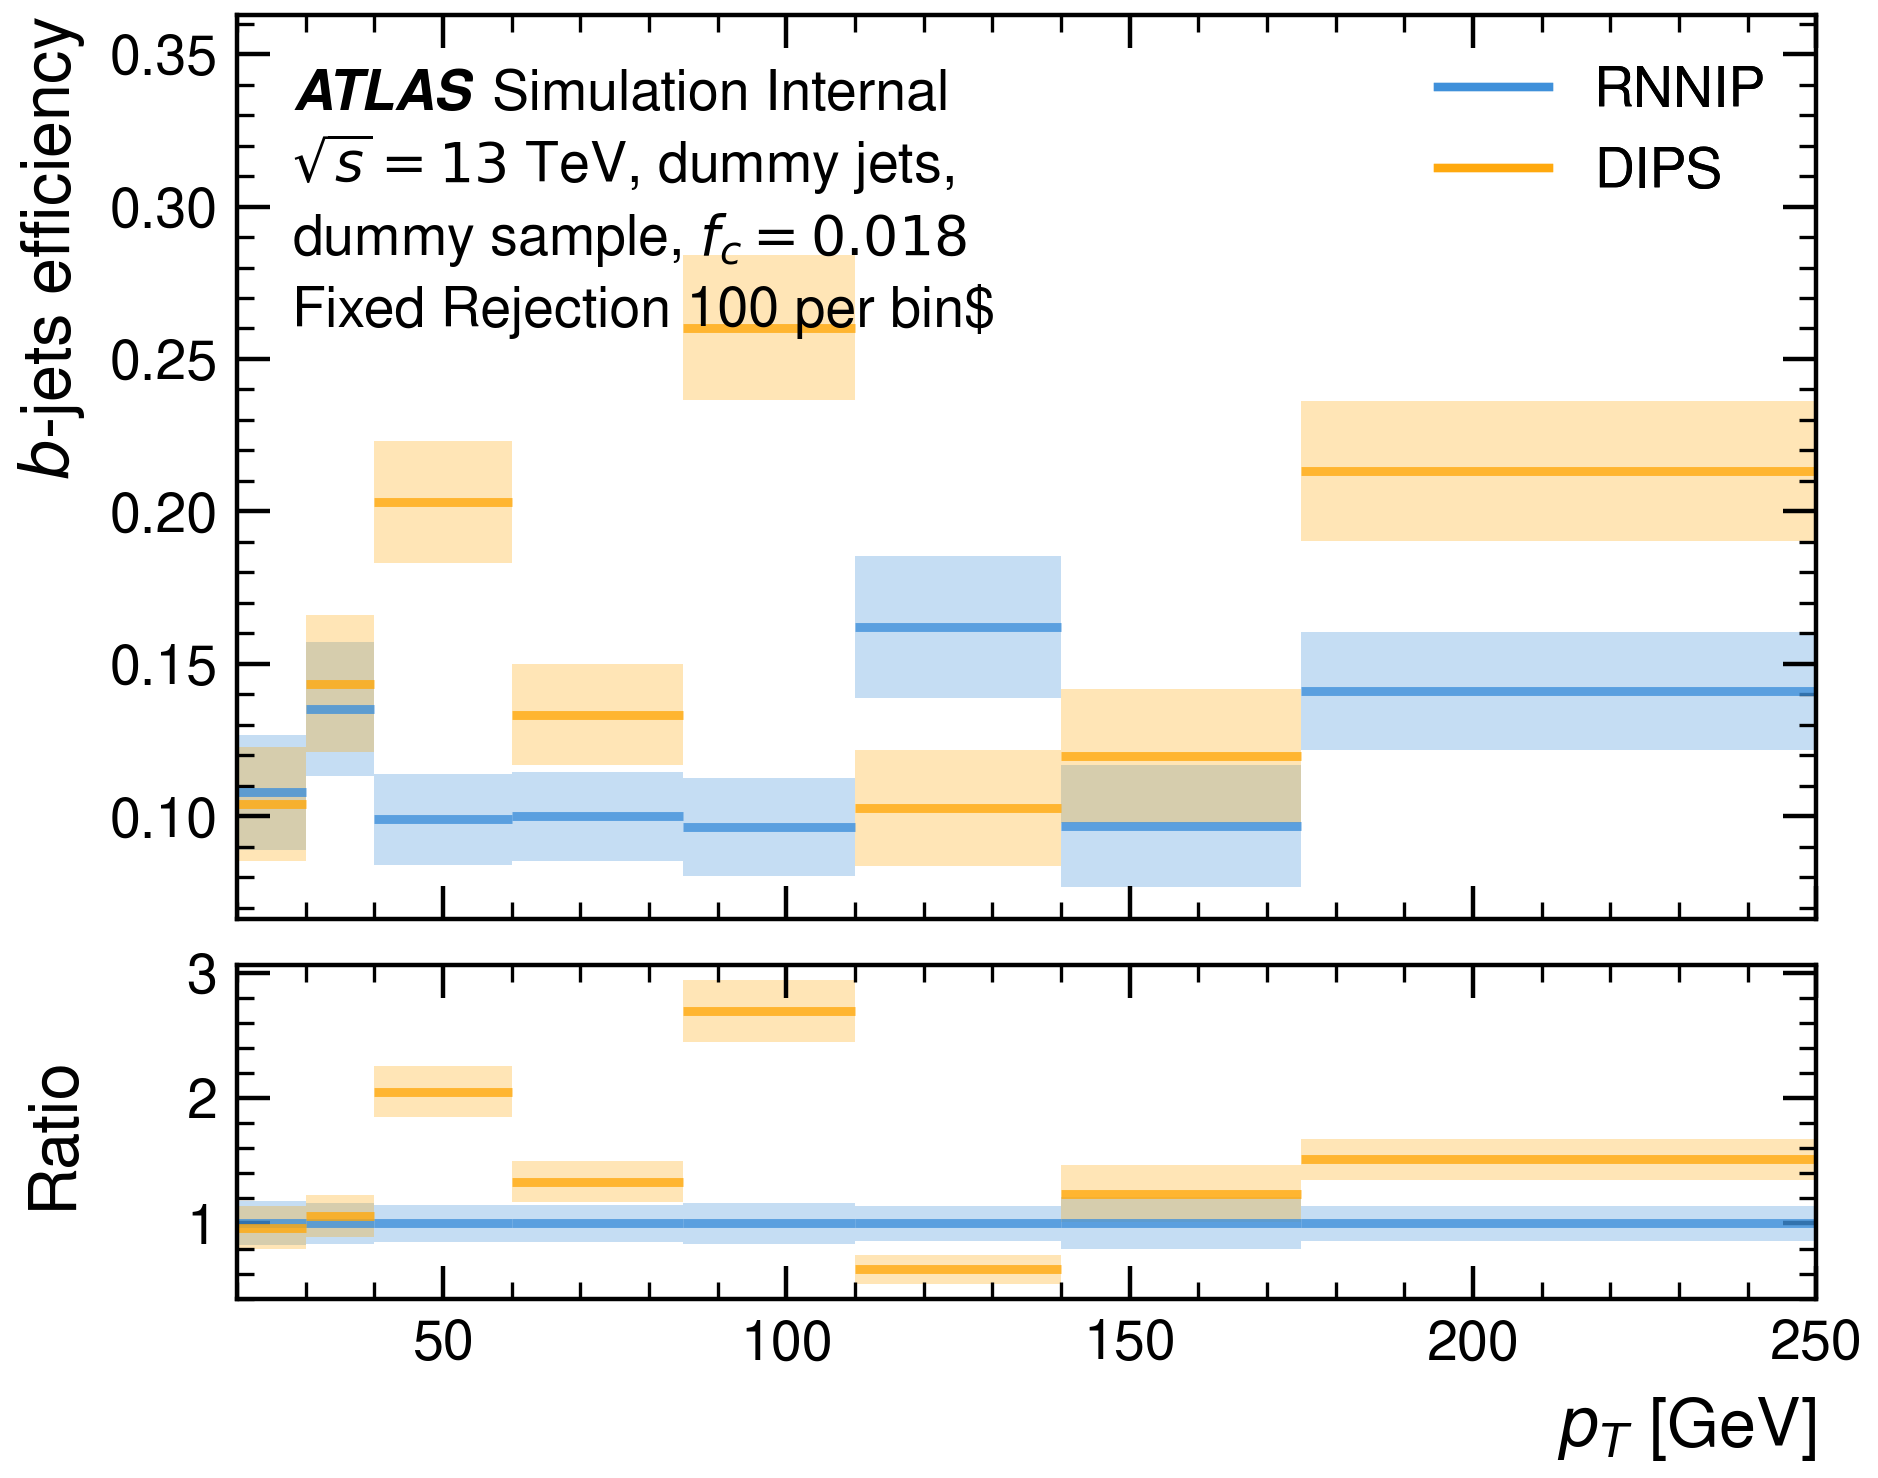 b-jets efficiency
0.35
0.30
0.25
0.20
0.15
0.10
ATLAS Simulation Internal
√s = 13 TeV, dummy jets,
dummy sample, f_c = 0.018
Fixed Rejection 100 per bin$
RNNIP
DIPS
Ratio
3
2
1
50 100 150 200 250
p_T [GeV]